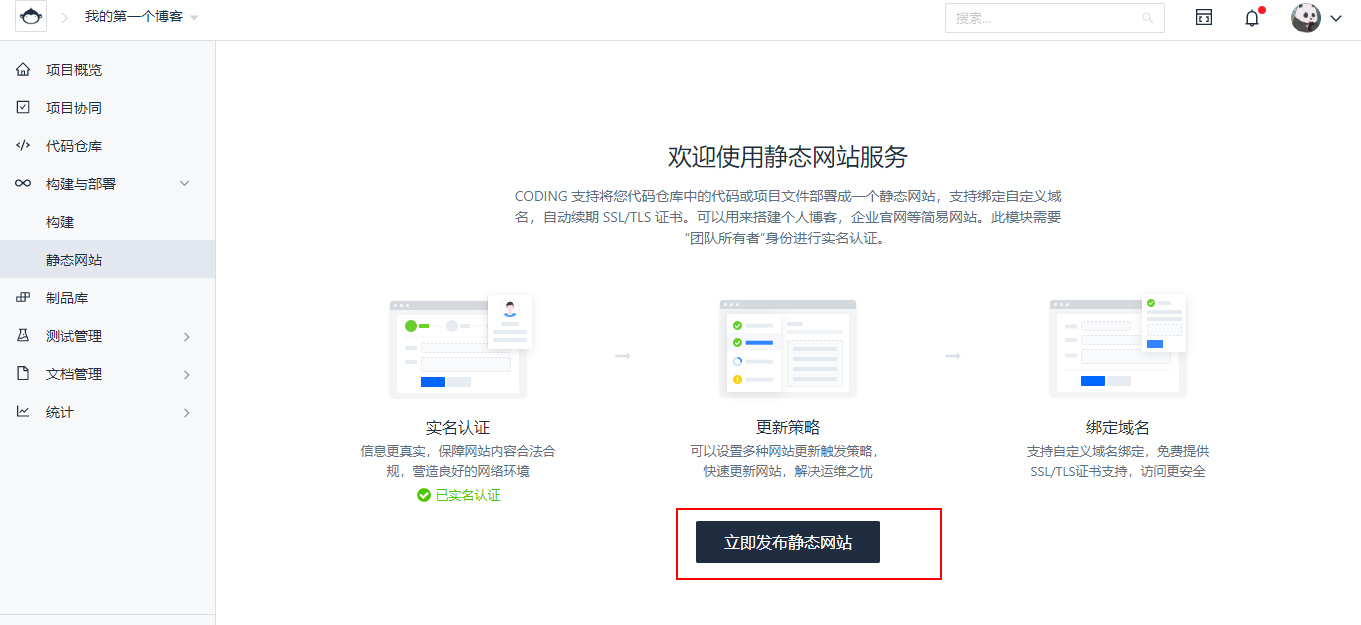 我的第一个博客
搜索...
项目概览
项目协同
代码仓库
构建与部署
构建
静态网站
制品库
测试管理
文档管理
统计
欢迎使用静态网站服务
CODING 支持将您代码仓库中的代码或项目文件部署成一个静态网站，支持绑定自定义域
名，自动续期 SSL/TLS 证书。可以用来搭建个人博客，企业官网等简易网站。此模块需要
“团队所有者”身份进行实名认证。
实名认证
信息更真实，保障网站内容合法合
规，营造良好的网络环境
已实名认证
更新策略
可以设置多种网站更新触发策略，
快速更新网站，解决运维之忧
绑定域名
支持自定义域名绑定，免费提供
SSL/TLS证书支持，访问更安全
立即发布静态网站